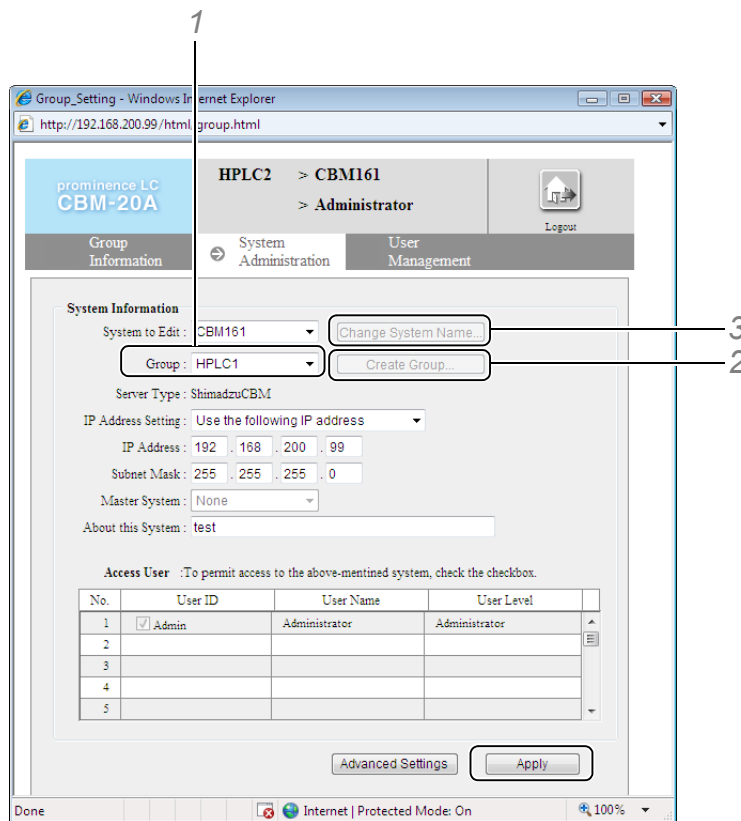 1
Group_Setting - Windows Internet Explorer
http://192.168.200.99/html/group.html
prominence LC
CBM-20A
HPLC2 > CBM161
> Administrator
Logout
Group
Information
System
Administration
User
Management
System Information
System to Edit : CBM161 Change System Name...
3
Group : HPLC1 Create Group...
2
Server Type : ShimadzuCBM
IP Address Setting : Use the following IP address
IP Address : 192 . 168 . 200 . 99
Subnet Mask : 255 . 255 . 255 . 0
Master System : None
About this System : test
Access User :To permit access to the above-mentined system, check the checkbox.
No. User ID User Name User Level
1 Admin Administrator Administrator
2
3
4
5
Advanced Settings Apply
Done Internet | Protected Mode: On 100%